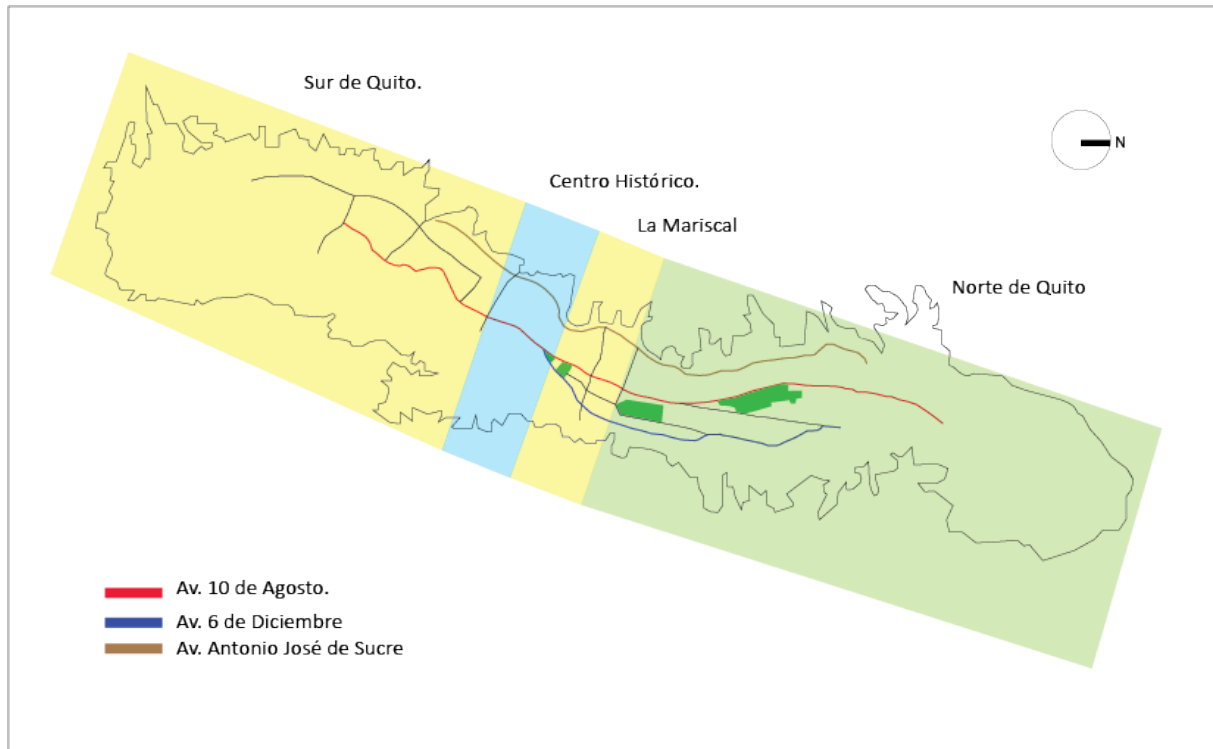 Sur de Quito.
Centro Histórico.
La Mariscal
Norte de Quito
N
Av. 10 de Agosto.
Av. 6 de Diciembre
Av. Antonio José de Sucre